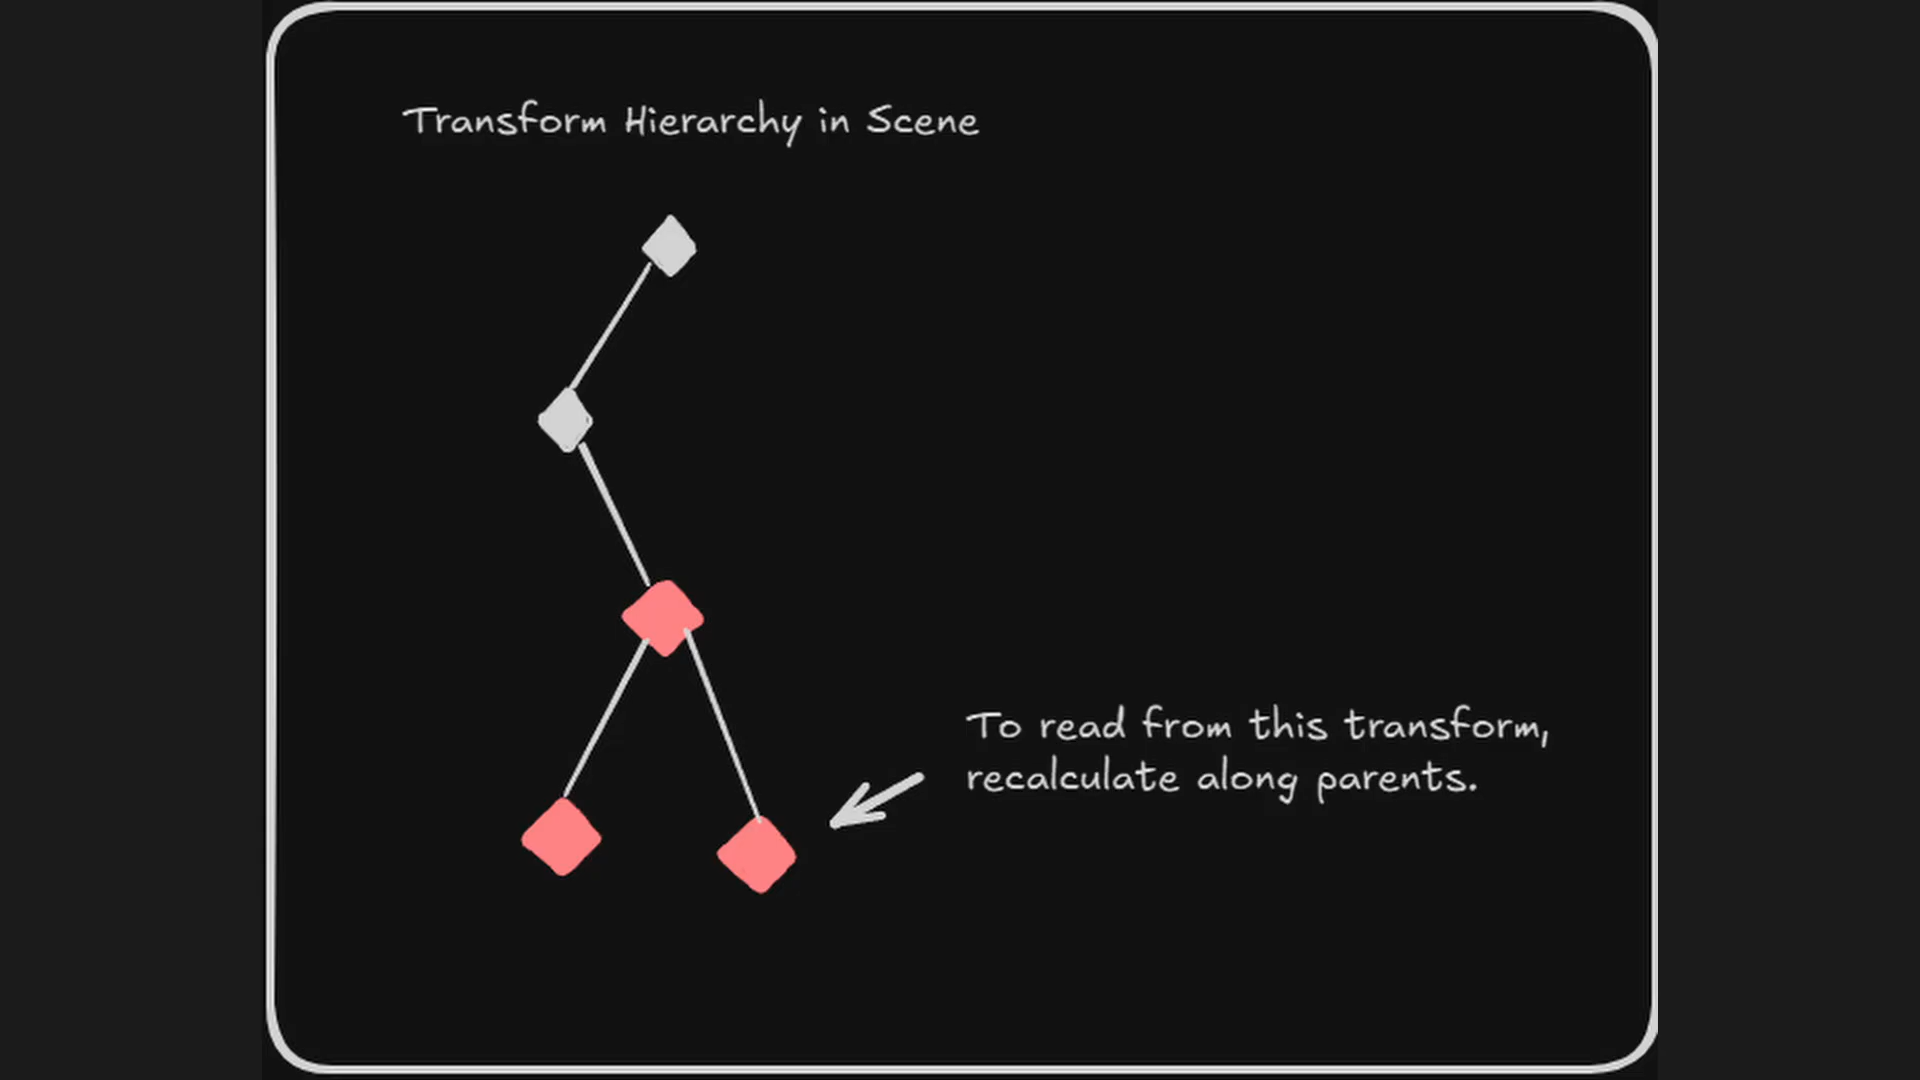 Transform Hierarchy in Scene
To read from this transform,
recalculate along parents.